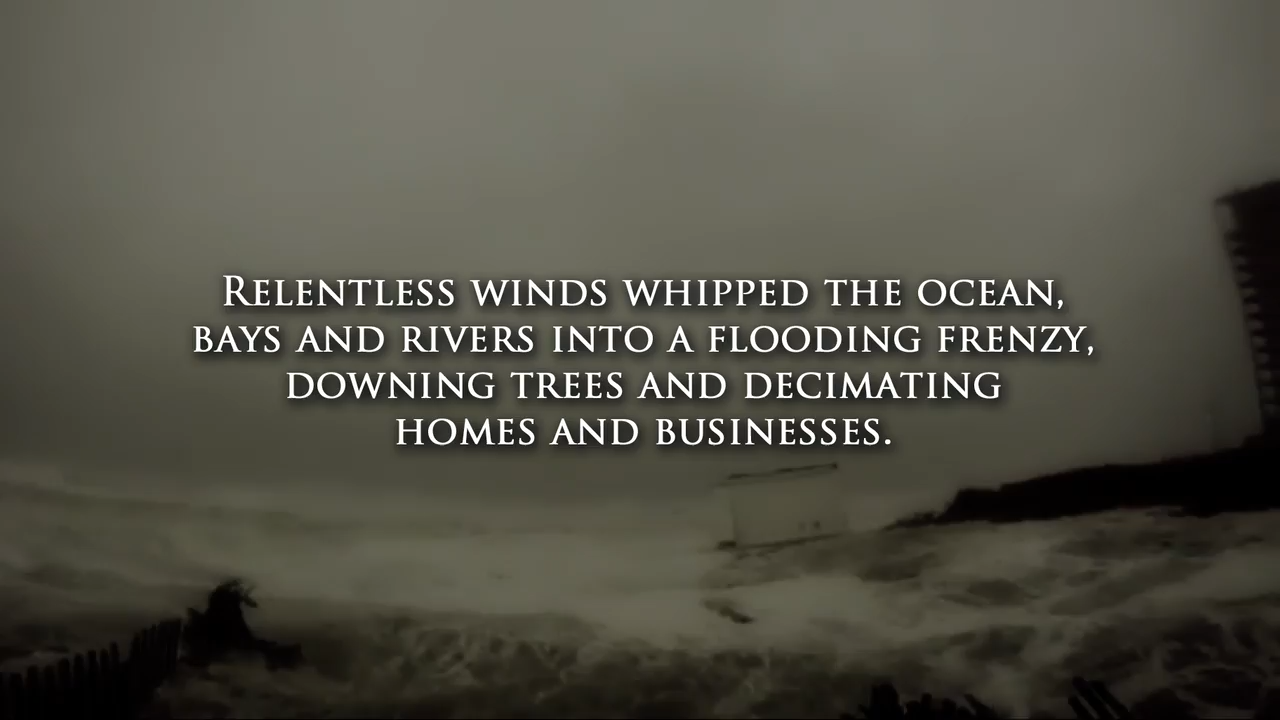 Relentless winds whipped the ocean,
bays and rivers into a flooding frenzy,
downing trees and decimating
homes and businesses.